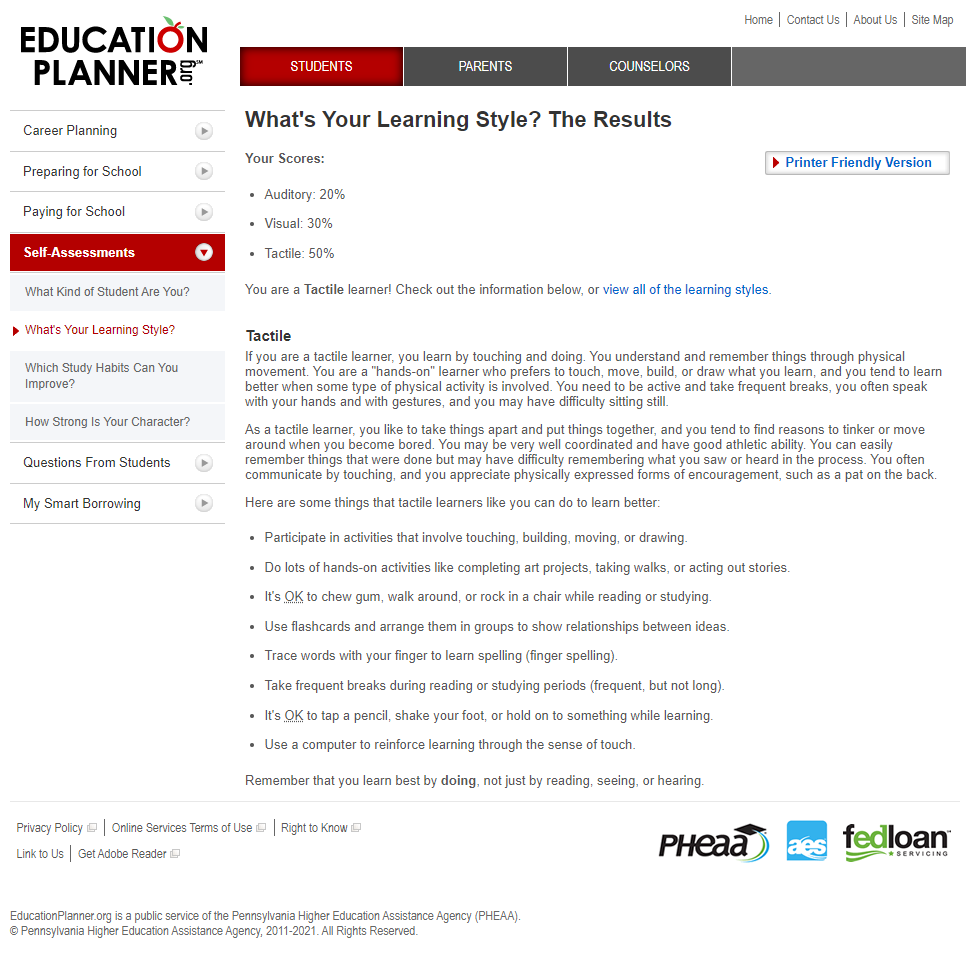 EDUCATION
PLANNER.org℠
Home
Contact Us
About Us
Site Map
STUDENTS
PARENTS
COUNSELORS
Career Planning
Preparing for School
Paying for School
Self-Assessments
What Kind of Student Are You?
What's Your Learning Style?
Which Study Habits Can You
Improve?
How Strong Is Your Character?
Questions From Students
My Smart Borrowing
What's Your Learning Style? The Results
Your Scores:
Printer Friendly Version
• Auditory: 20%
• Visual: 30%
• Tactile: 50%
You are a Tactile learner! Check out the information below, or view all of the learning styles.
Tactile
If you are a tactile learner, you learn by touching and doing. You understand and remember things through physical
movement. You are a "hands-on" learner who prefers to touch, move, build, or draw what you learn, and you tend to learn
better when some type of physical activity is involved. You need to be active and take frequent breaks, you often speak
with your hands and with gestures, and you may have difficulty sitting still.
As a tactile learner, you like to take things apart and put things together, and you tend to find reasons to tinker or move
around when you become bored. You may be very well coordinated and have good athletic ability. You can easily
remember things that were done but may have difficulty remembering what you saw or heard in the process. You often
communicate by touching, and you appreciate physically expressed forms of encouragement, such as a pat on the back.
Here are some things that tactile learners like you can do to learn better:
• Participate in activities that involve touching, building, moving, or drawing.
• Do lots of hands-on activities like completing art projects, taking walks, or acting out stories.
• It's OK to chew gum, walk around, or rock in a chair while reading or studying.
• Use flashcards and arrange them in groups to show relationships between ideas.
• Trace words with your finger to learn spelling (finger spelling).
• Take frequent breaks during reading or studying periods (frequent, but not long).
• It's OK to tap a pencil, shake your foot, or hold on to something while learning.
• Use a computer to reinforce learning through the sense of touch.
Remember that you learn best by doing, not just by reading, seeing, or hearing.
Privacy Policy
Online Services Terms of Use
Right to Know
Link to Us
Get Adobe Reader
PHEAA
aes
fedloan™
SERVICING
EducationPlanner.org is a public service of the Pennsylvania Higher Education Assistance Agency (PHEAA).
© Pennsylvania Higher Education Assistance Agency, 2011-2021. All Rights Reserved.